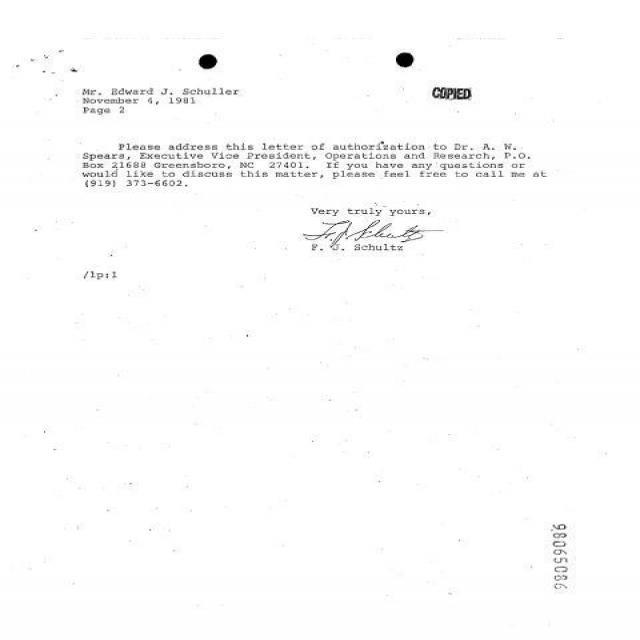 Mr. Edward J. Schuller
November 4, 1981
Page 2
COPIED
Please address this letter of authorization to Dr. A. W.
Spears, Executive Vice President, Operations and Research, P.O.
Box 21688 Greensboro, NC 27401. If you have any questions or
would like to discuss this matter, please feel free to call me at
(919) 373-6602.
Very truly yours,
F. J. Schultz
F. J. Schultz
/lp:1
98065086